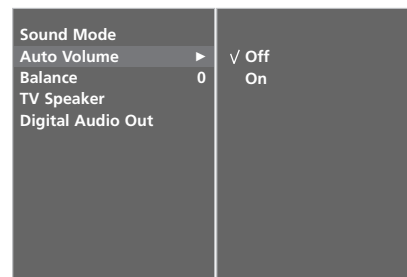 Sound Mode
Auto Volume ►
Balance 0
TV Speaker
Digital Audio Out
√ Off
On